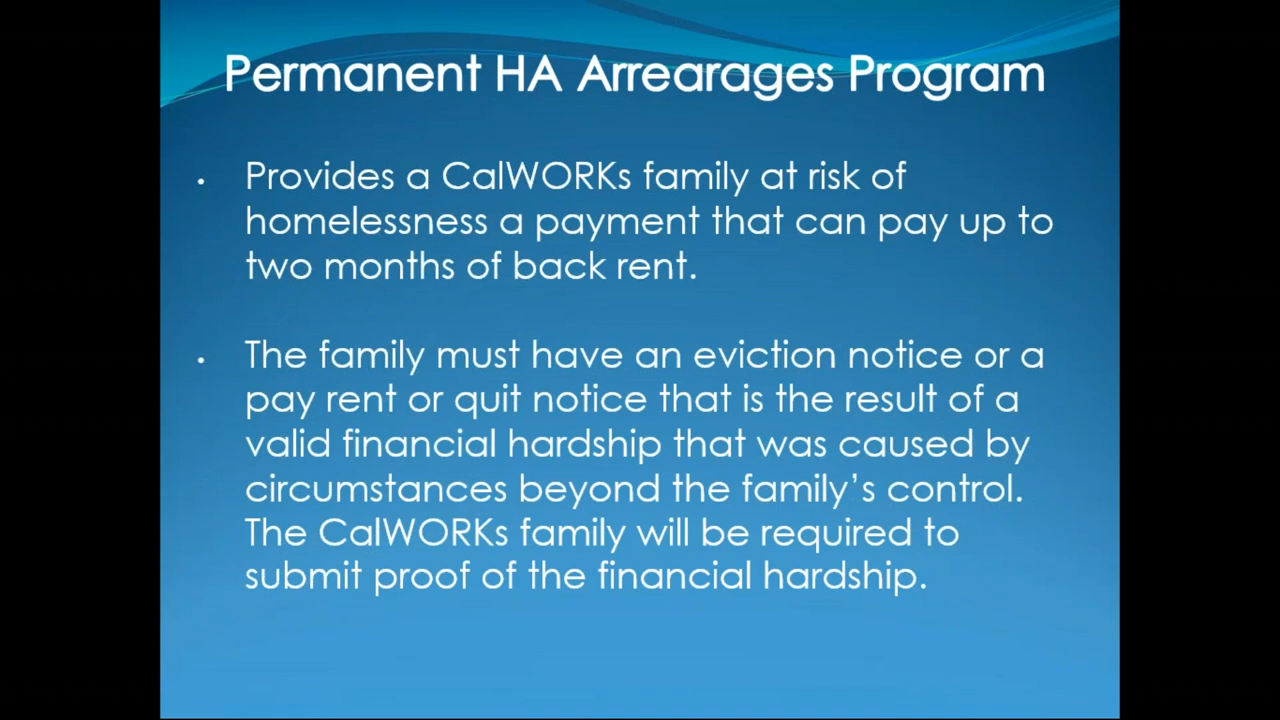 Permanent HA Arrearages Program
• Provides a CalWORKs family at risk of
homelessness a payment that can pay up to
two months of back rent.
• The family must have an eviction notice or a
pay rent or quit notice that is the result of a
valid financial hardship that was caused by
circumstances beyond the family’s control.
The CalWORKs family will be required to
submit proof of the financial hardship.